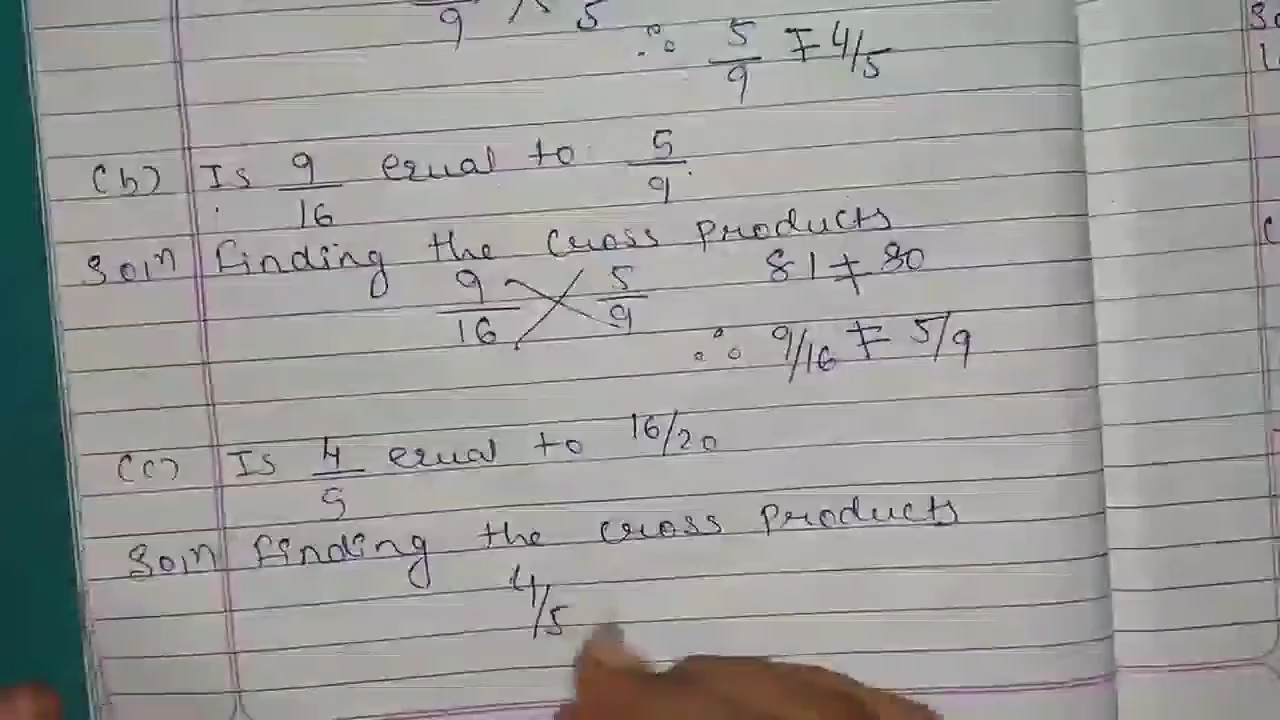 9 5
∴ 5/9 ≠ 4/5
(b) Is 9/16 equal to 5/9
Soln Finding the Cross Products
9/16 5/9 81 ≠ 80
∴ 9/16 ≠ 5/9
(c) Is 4/5 equal to 16/20
Soln Finding the cross Products
4/5